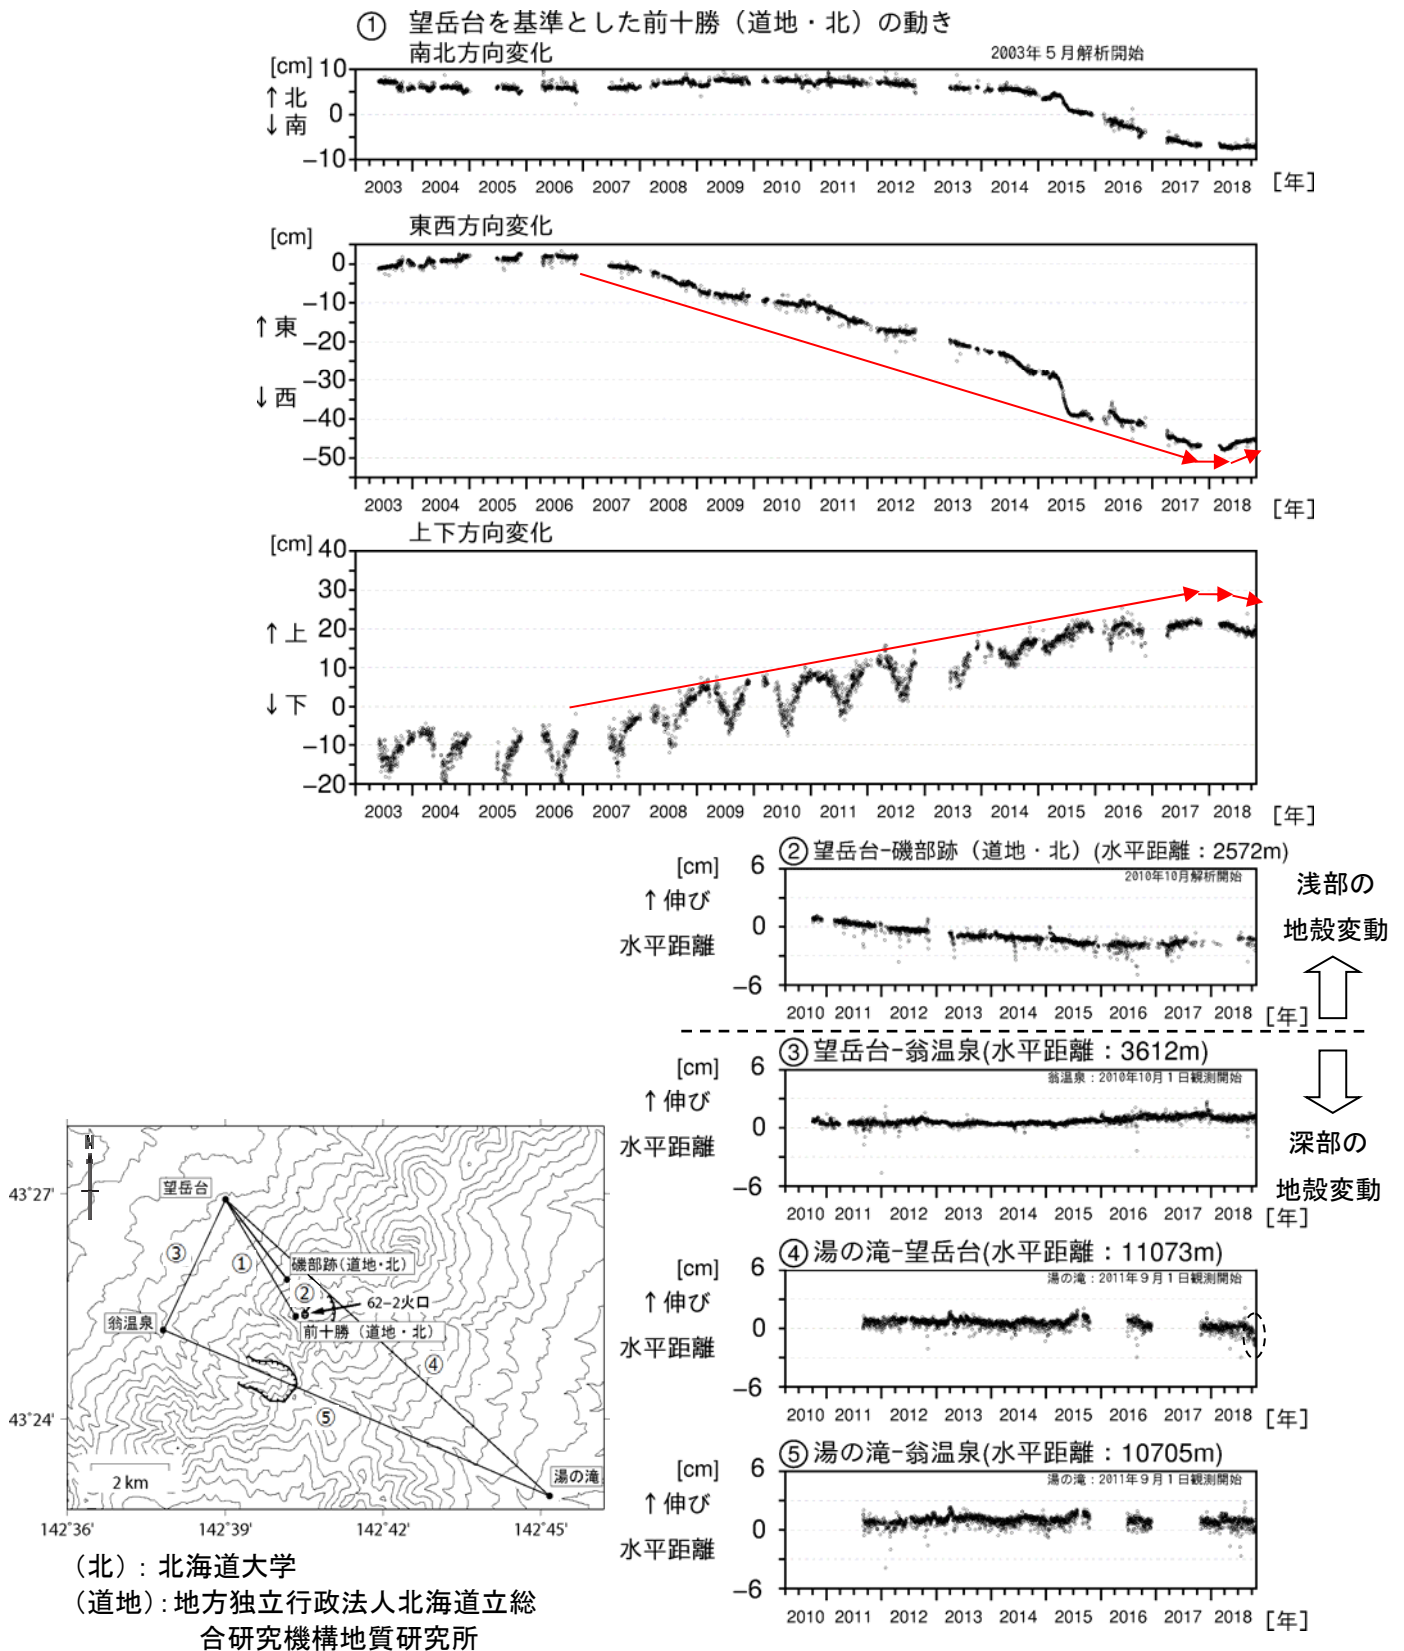 ① 望岳台を基準とした前十勝（道地・北）の動き
南北方向変化
2003年５月解析開始
[cm]
10
0
−10
↑北
↓南
2003 2004 2005 2006 2007 2008 2009 2010 2011 2012 2013 2014 2015 2016 2017 2018 [年]
東西方向変化
[cm]
0
−10
−20
−30
−40
−50
↑東
↓西
2003 2004 2005 2006 2007 2008 2009 2010 2011 2012 2013 2014 2015 2016 2017 2018 [年]
上下方向変化
[cm]
40
30
20
10
0
−10
−20
↑上
↓下
2003 2004 2005 2006 2007 2008 2009 2010 2011 2012 2013 2014 2015 2016 2017 2018 [年]
② 望岳台−磯部跡（道地・北）(水平距離：2572m)
2010年10月解析開始
[cm]
↑伸び
水平距離
6
0
−6
2010 2011 2012 2013 2014 2015 2016 2017 2018 [年]
浅部の
地殻変動
③ 望岳台−翁温泉(水平距離：3612m)
翁温泉：2010年10月１日観測開始
[cm]
↑伸び
水平距離
6
0
−6
2010 2011 2012 2013 2014 2015 2016 2017 2018 [年]
深部の
地殻変動
④ 湯の滝−望岳台(水平距離：11073m)
湯の滝：2011年９月１日観測開始
[cm]
↑伸び
水平距離
6
0
−6
2010 2011 2012 2013 2014 2015 2016 2017 2018 [年]
⑤ 湯の滝−翁温泉(水平距離：10705m)
湯の滝：2011年９月１日観測開始
[cm]
↑伸び
水平距離
6
0
−6
2010 2011 2012 2013 2014 2015 2016 2017 2018 [年]
N
43˚27'
43˚24'
望岳台
③
①
磯部跡(道地・北)
②
62−2火口
翁温泉
前十勝（道地・北）
④
⑤
湯の滝
2 km
142˚36' 142˚39' 142˚42' 142˚45'
（北）：北海道大学
（道地）：地方独立行政法人北海道立総
合研究機構地質研究所